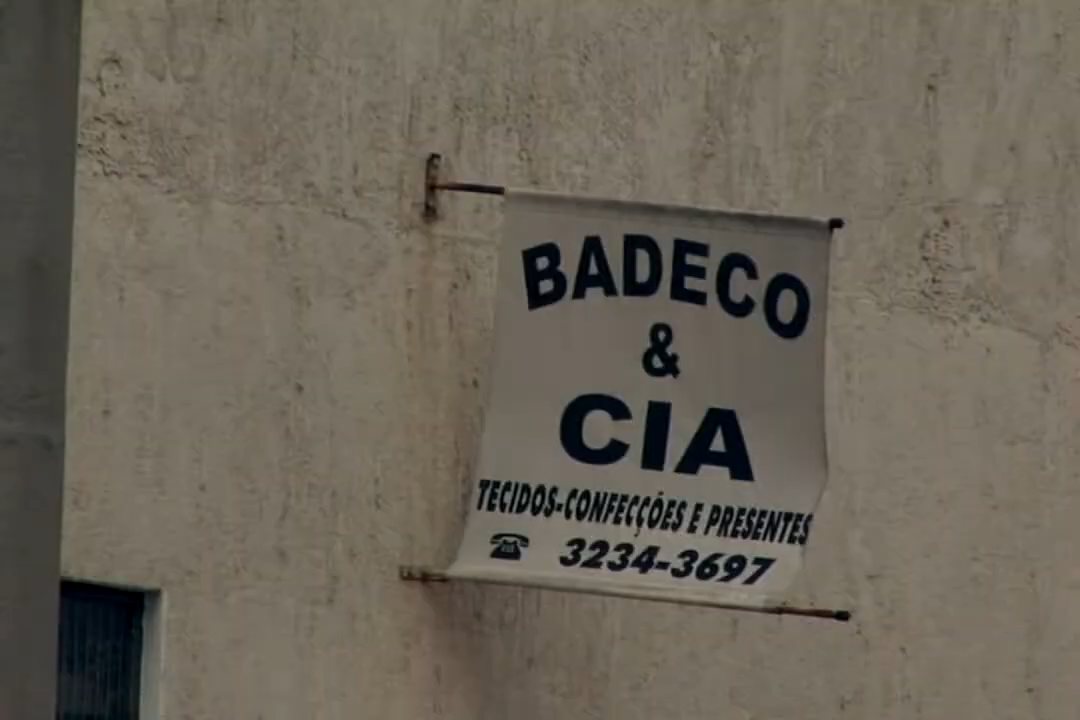 BADECO
&
CIA
TECIDOS-CONFECÇÕES E PRESENTES
3234-3697